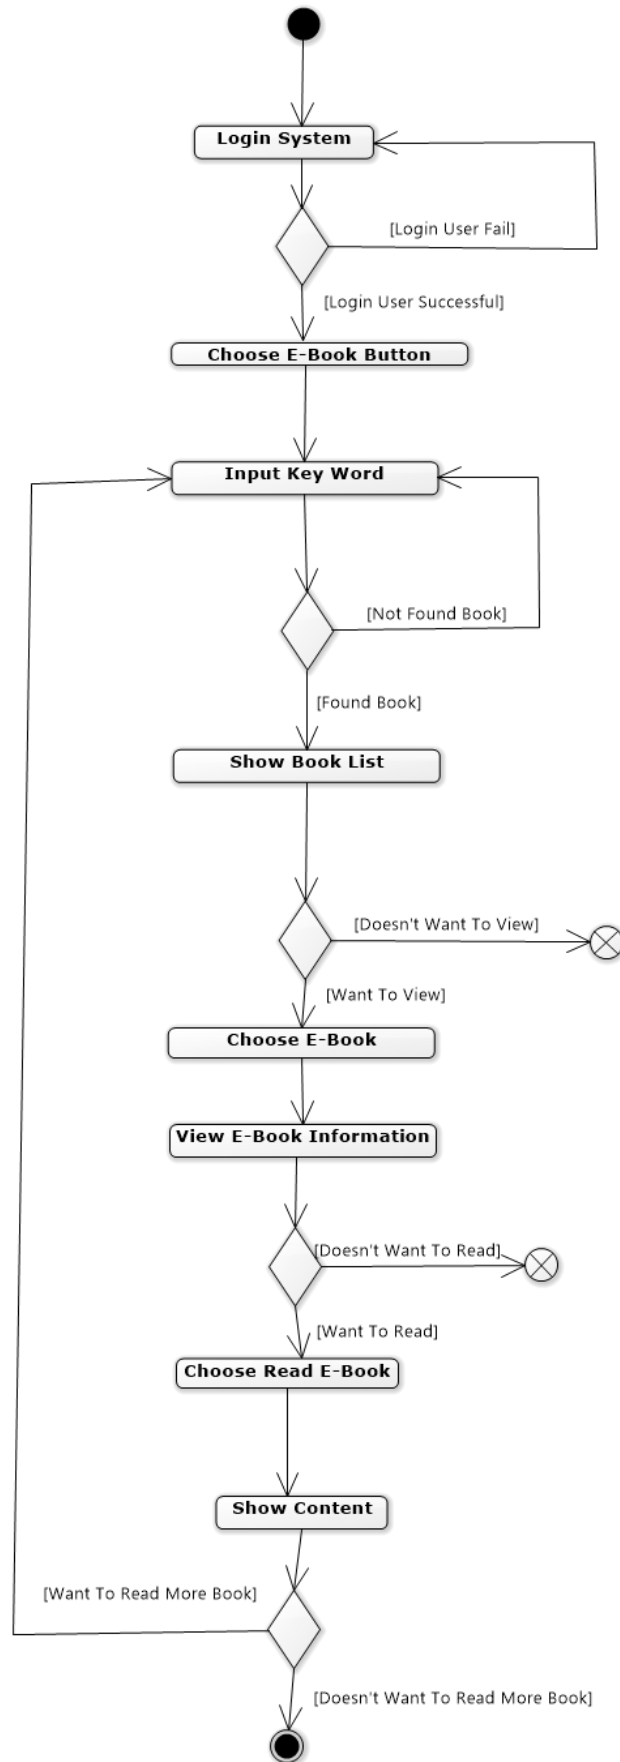 Login System
[Login User Fail]
[Login User Successful]
Choose E-Book Button
Input Key Word
[Not Found Book]
[Found Book]
Show Book List
[Doesn't Want To View]
[Want To View]
Choose E-Book
View E-Book Information
[Doesn't Want To Read]
[Want To Read]
Choose Read E-Book
Show Content
[Want To Read More Book]
[Doesn't Want To Read More Book]